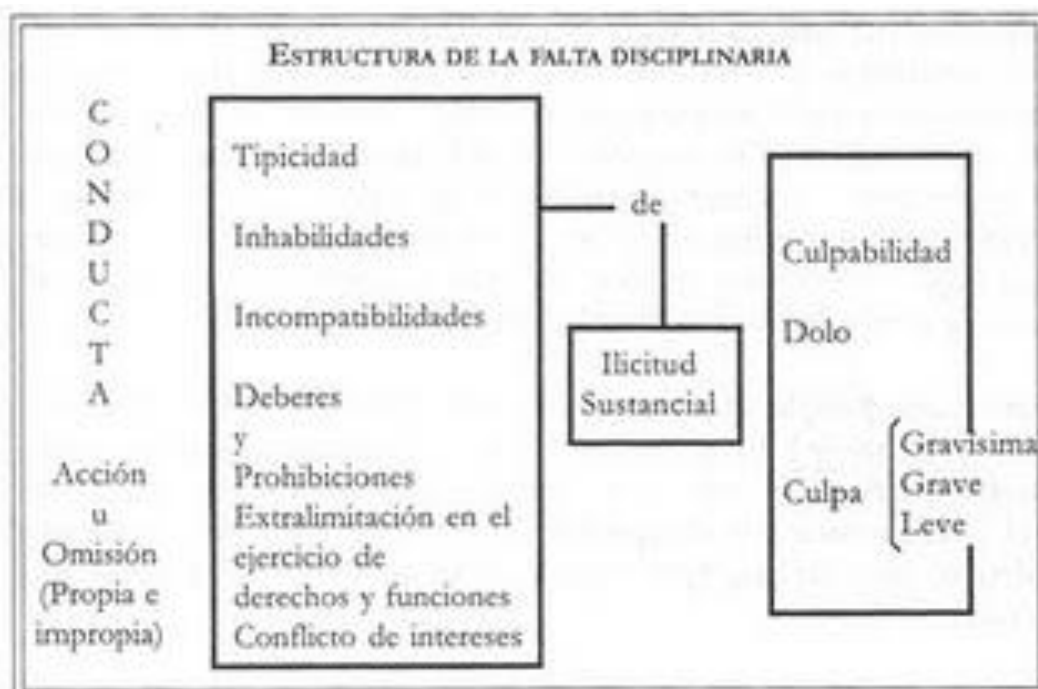 ESTRUCTURA DE LA FALTA DISCIPLINARIA
C
O
N
D
U
C
T
A
Acción
u
Omisión
(Propia e
impropia)
Tipicidad
Inhabilidades
Incompatibilidades
Deberes
y
Prohibiciones
Extralimitación en el
ejercicio de
derechos y funciones
Conflicto de intereses
de
Ilicitud
Sustancial
Culpabilidad
Dolo
Culpa
Gravísima
Grave
Leve